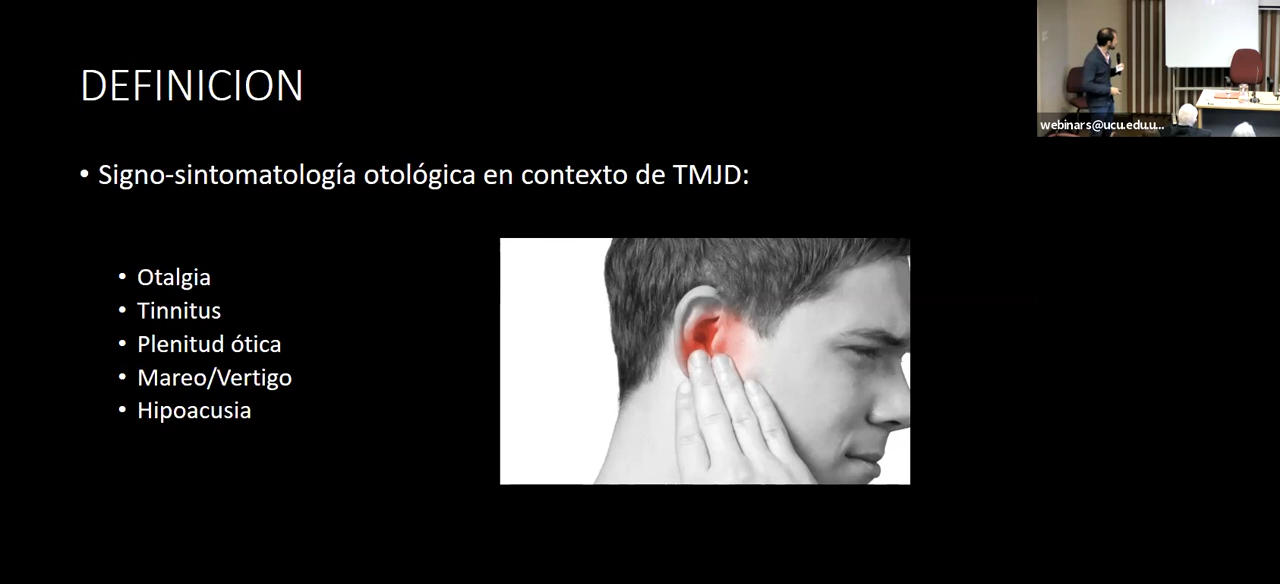 DEFINICION
webinars@ucu.edu.u...
• Signo-sintomatología otológica en contexto de TMJD:
• Otalgia
• Tinnitus
• Plenitud ótica
• Mareo/Vertigo
• Hipoacusia